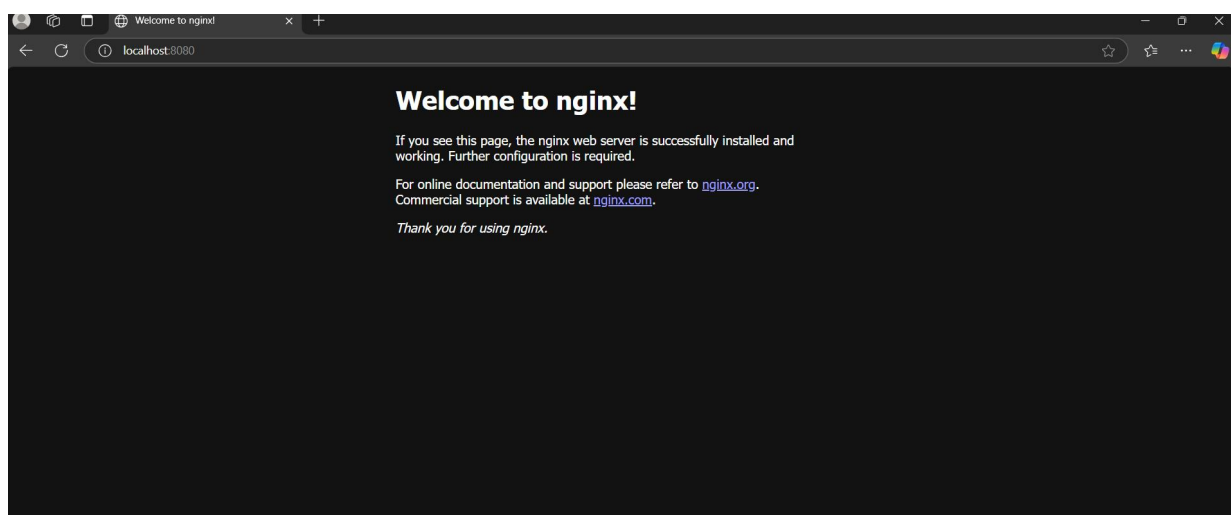 Welcome to nginx!
localhost:8080
Welcome to nginx!
If you see this page, the nginx web server is successfully installed and
working. Further configuration is required.
For online documentation and support please refer to nginx.org.
Commercial support is available at nginx.com.
Thank you for using nginx.